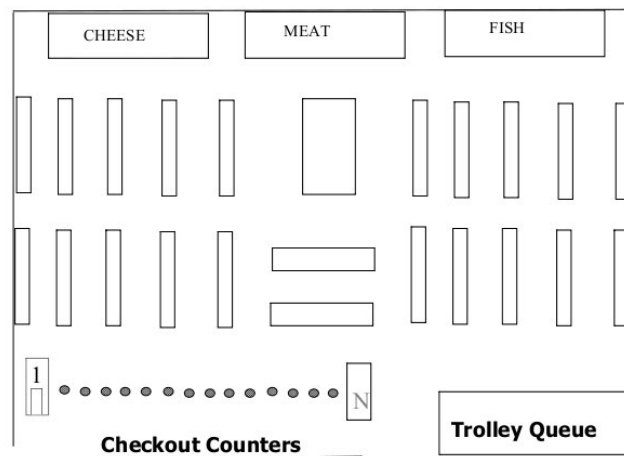 CHEESE
MEAT
FISH
1
N
Checkout Counters
Trolley Queue